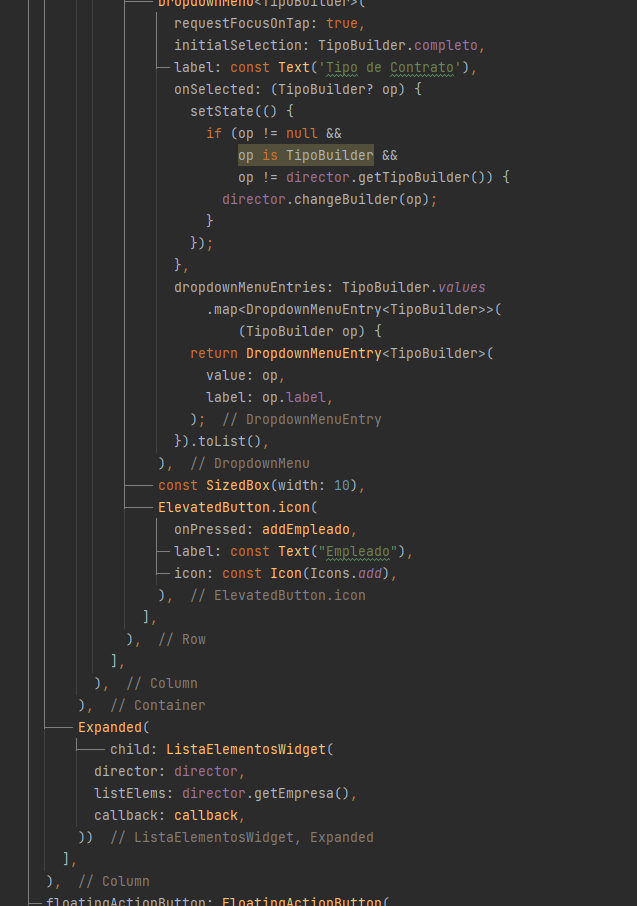 DropdownMenu<TipoBuilder>(
requestFocusOnTap: true,
initialSelection: TipoBuilder.completo,
label: const Text('Tipo de Contrato'),
onSelected: (TipoBuilder? op) {
setState(() {
if (op != null &&
op is TipoBuilder &&
op != director.getTipoBuilder()) {
director.changeBuilder(op);
}
});
},
dropdownMenuEntries: TipoBuilder.values
.map<DropdownMenuEntry<TipoBuilder>>(
(TipoBuilder op) {
return DropdownMenuEntry<TipoBuilder>(
value: op,
label: op.label,
); // DropdownMenuEntry
}).toList(),
), // DropdownMenu
const SizedBox(width: 10),
ElevatedButton.icon(
onPressed: addEmpleado,
label: const Text("Empleado"),
icon: const Icon(Icons.add),
), // ElevatedButton.icon
],
), // Row
],
), // Column
), // Container
Expanded(
child: ListaElementosWidget(
director: director,
listElems: director.getEmpresa(),
callback: callback,
)) // ListaElementosWidget, Expanded
],
), // Column
floatingActionButton: FloatingActionButton(